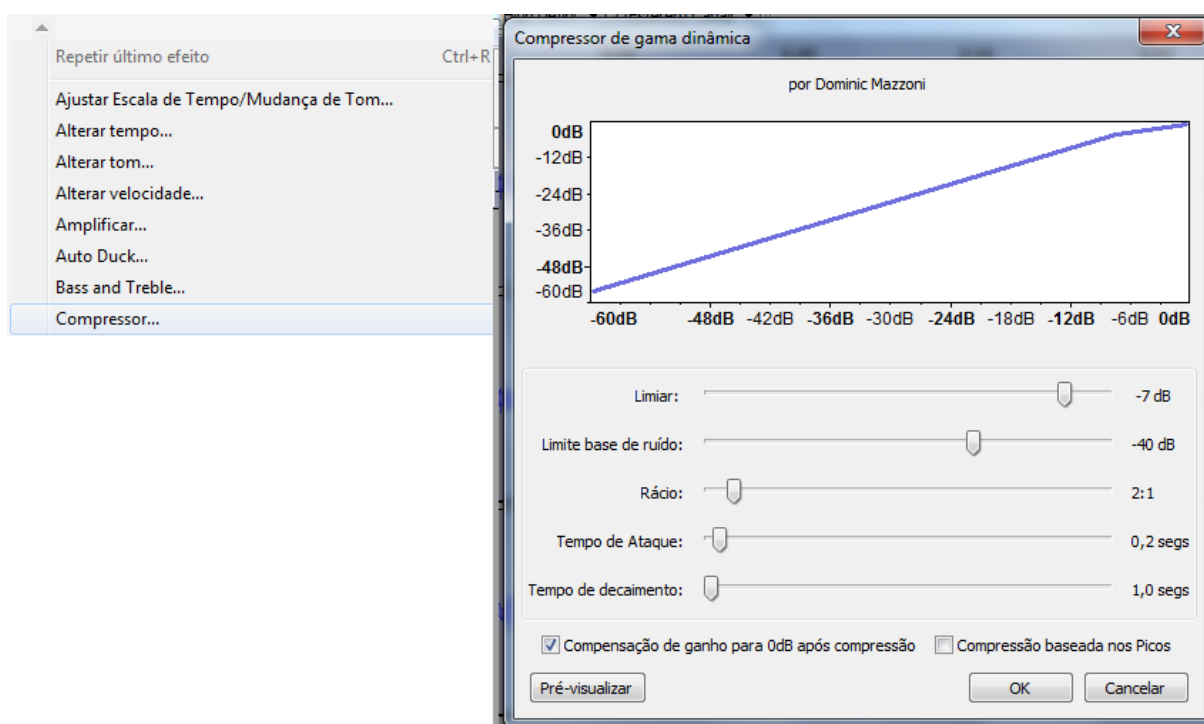 Repetir último efeito Ctrl+R
Ajustar Escala de Tempo/Mudança de Tom...
Alterar tempo...
Alterar tom...
Alterar velocidade...
Amplificar...
Auto Duck...
Bass and Treble...
Compressor...
Compressor de gama dinâmica
por Dominic Mazzoni
0dB
-12dB
-24dB
-36dB
-48dB
-60dB
-60dB -48dB -42dB -36dB -30dB -24dB -18dB -12dB -6dB 0dB
Limiar: -7 dB
Limite base de ruído: -40 dB
Rácio: 2:1
Tempo de Ataque: 0,2 segs
Tempo de decaimento: 1,0 segs
Compensação de ganho para 0dB após compressão Compressão baseada nos Picos
Pré-visualizar OK Cancelar